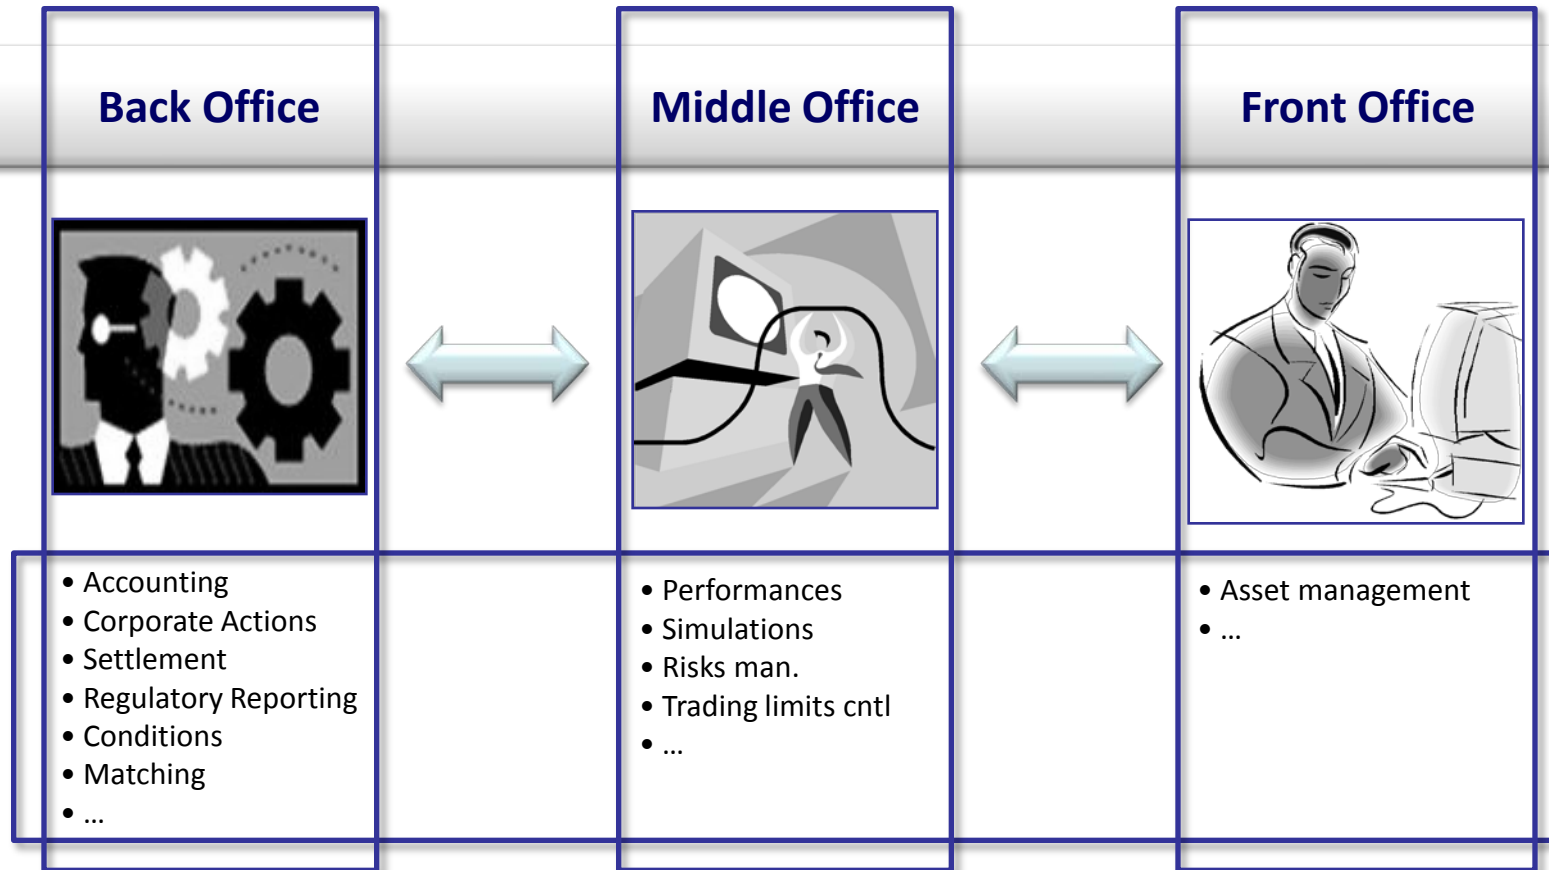 Back Office
Middle Office
Front Office
• Accounting
• Corporate Actions
• Settlement
• Regulatory Reporting
• Conditions
• Matching
• ...
• Performances
• Simulations
• Risks man.
• Trading limits cntl
• ...
• Asset management
• ...